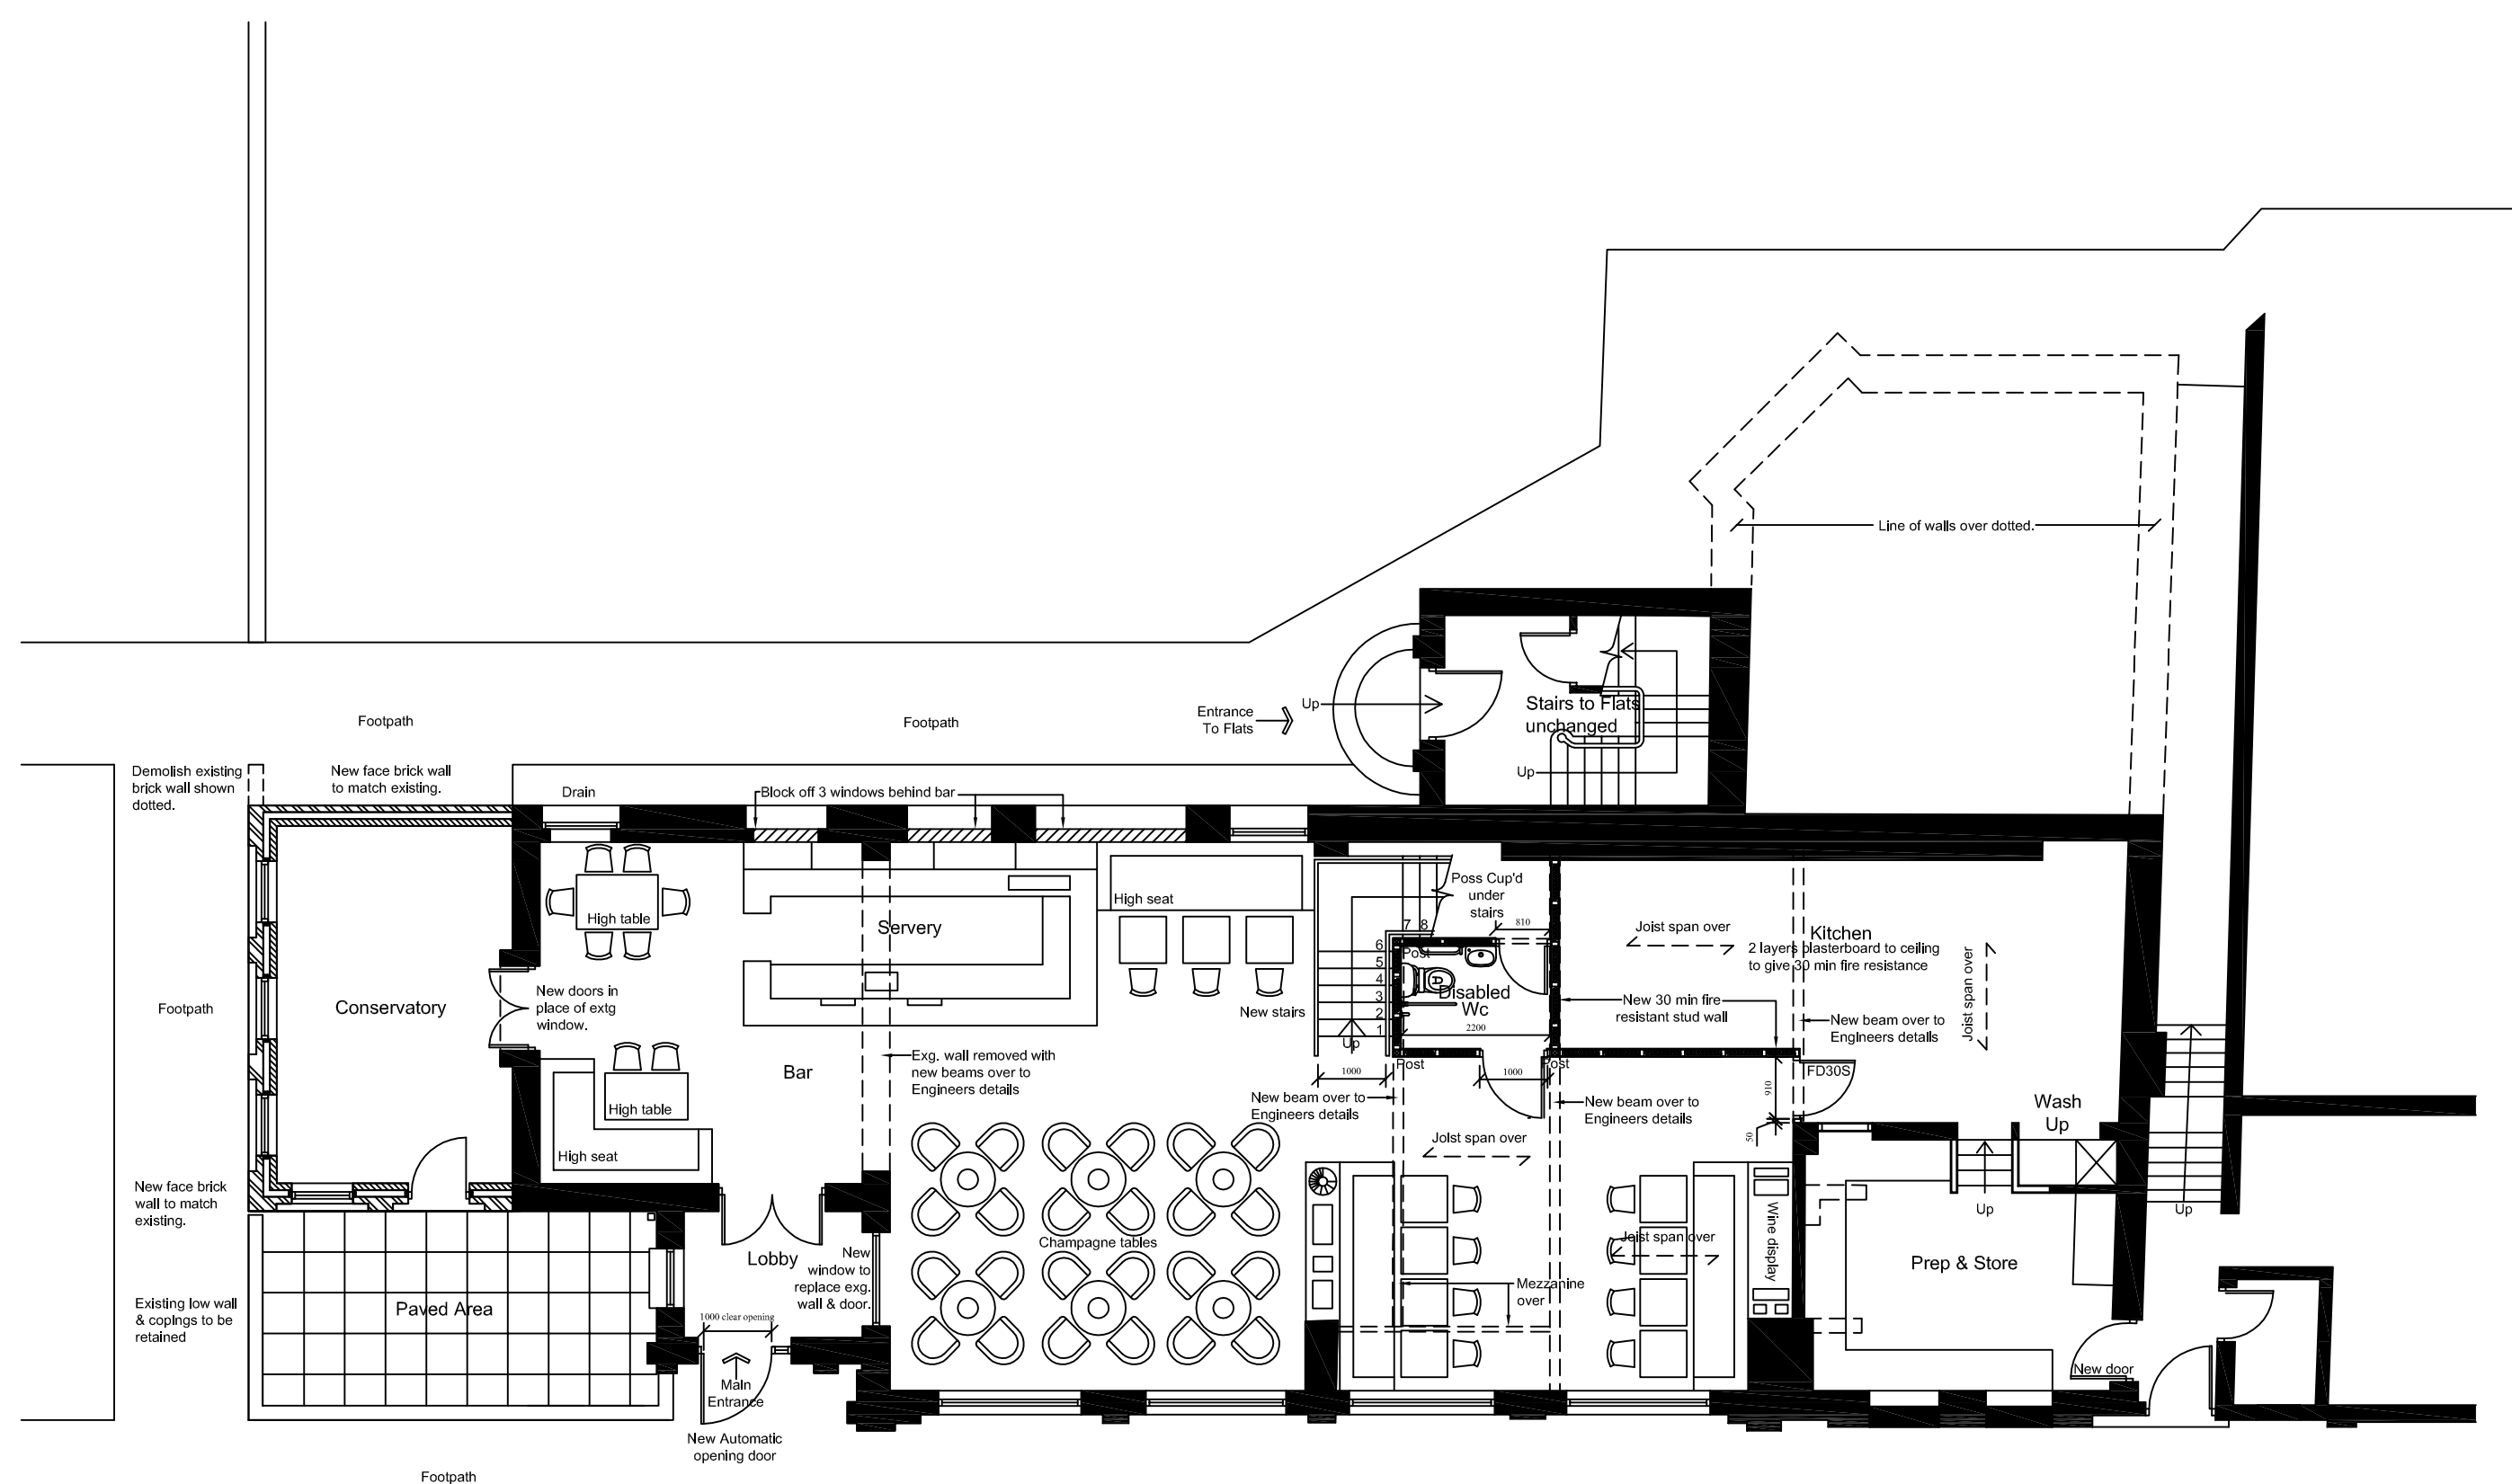 Line of walls over dotted.
Footpath
Footpath
Entrance
To Flats
Up
Stairs to Flats
unchanged
Up
Demolish existing
brick wall shown
dotted.
New face brick wall
to match existing.
Drain
Block off 3 windows behind bar
High table
Servery
High seat
Poss Cup'd
under
stairs
810
7 8
6
5
4
3
2
1
Post
Disabled
Wc
2200
Up
Post
Post
1000
1000
Joist span over
Kitchen
2 layers plasterboard to ceiling
to give 30 min fire resistance
New 30 min fire
resistant stud wall
New beam over to
Engineers details
Joist span over
Footpath
Conservatory
New doors in
place of extg
window.
New stairs
Bar
Exg. wall removed with
new beams over to
Engineers details
New beam over to
Engineers details
New beam over to
Engineers details
910
50
FD30S
Wash
Up
High table
High seat
Joist span over
New face brick
wall to match
existing.
Champagne tables
Lobby
New
window to
replace exg.
wall & door.
Joist span over
Wine display
Up
Up
Prep & Store
Mezzanine
over
Existing low wall
& copings to be
retained
Paved Area
1000 clear opening
Main
Entrance
New door
New Automatic
opening door
Footpath